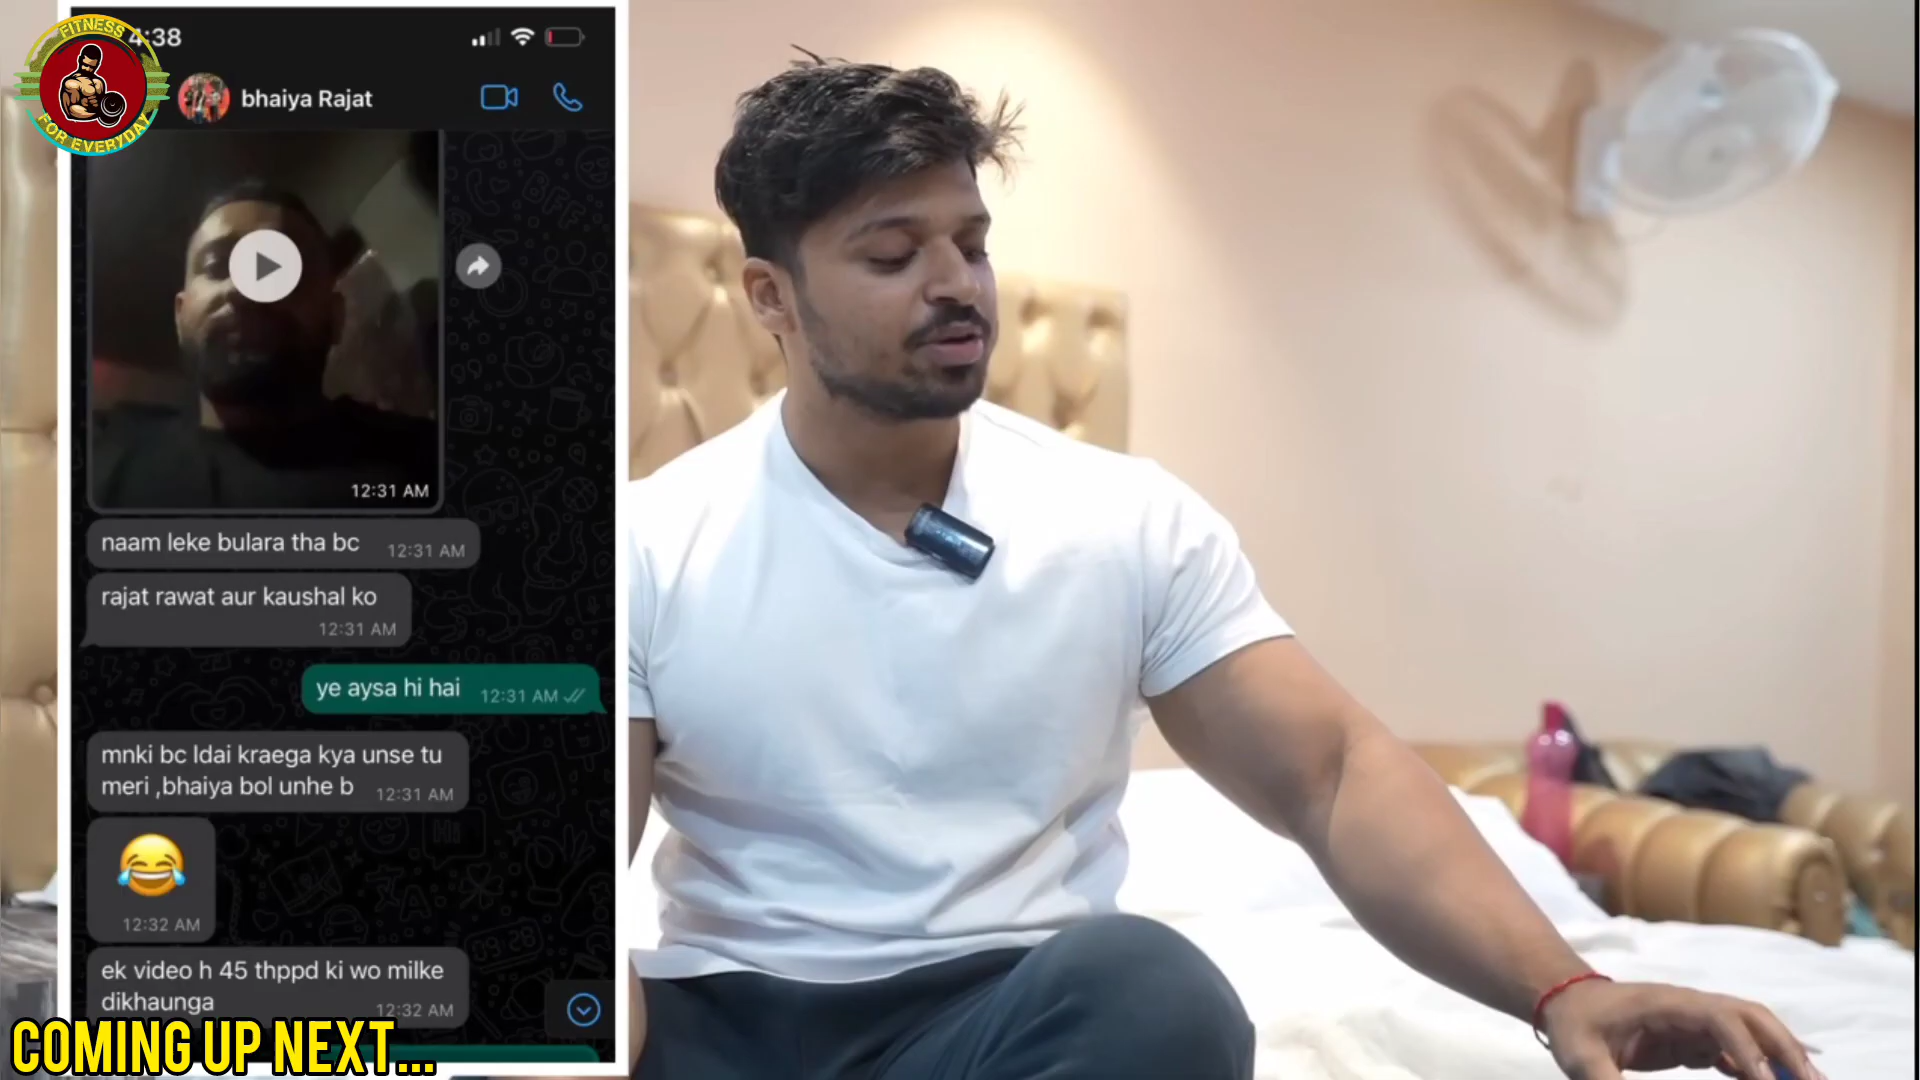 FITNESS
FOR EVERYDAY
4:38
bhaiya Rajat
12:31 AM
naam leke bulara tha bc 12:31 AM
rajat rawat aur kaushal ko
12:31 AM
ye aysa hi hai 12:31 AM
mnki bc ldai kraega kya unse tu
meri ,bhaiya bol unhe b 12:31 AM
12:32 AM
ek video h 45 thppd ki wo milke
dikhaunga 12:32 AM
COMING UP NEXT...